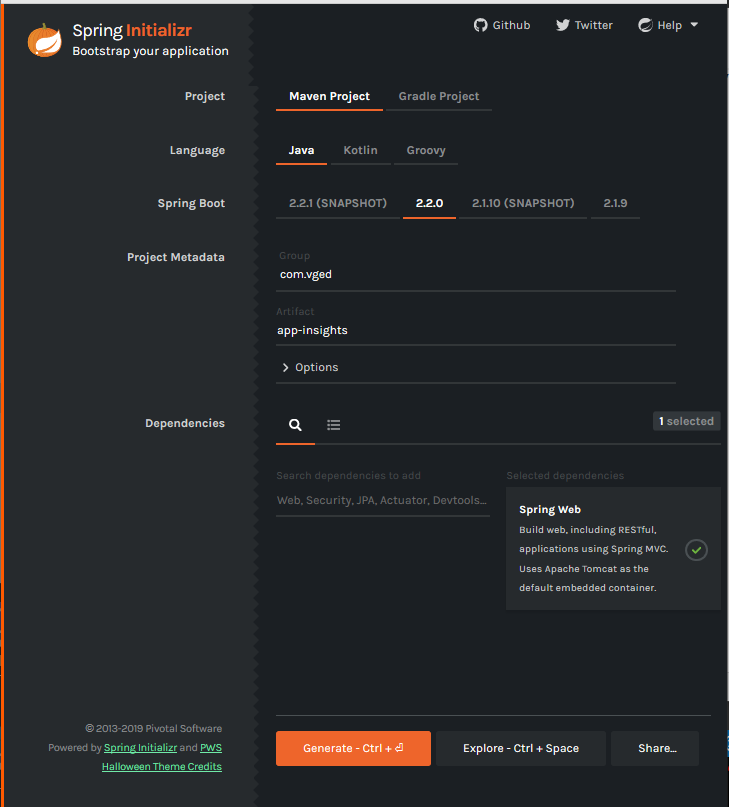 Spring Initializr
Bootstrap your application
Github Twitter Help
Project
Maven Project Gradle Project
Language
Java Kotlin Groovy
Spring Boot
2.2.1 (SNAPSHOT) 2.2.0 2.1.10 (SNAPSHOT) 2.1.9
Project Metadata
Group
com.vged
Artifact
app-insights
Options
Dependencies
1 selected
Search dependencies to add
Web, Security, JPA, Actuator, Devtools...
Selected dependencies
Spring Web
Build web, including RESTful,
applications using Spring MVC.
Uses Apache Tomcat as the
default embedded container.
© 2013-2019 Pivotal Software
Powered by Spring Initializr and PWS
Halloween Theme Credits
Generate - Ctrl + ⏎
Explore - Ctrl + Space
Share...